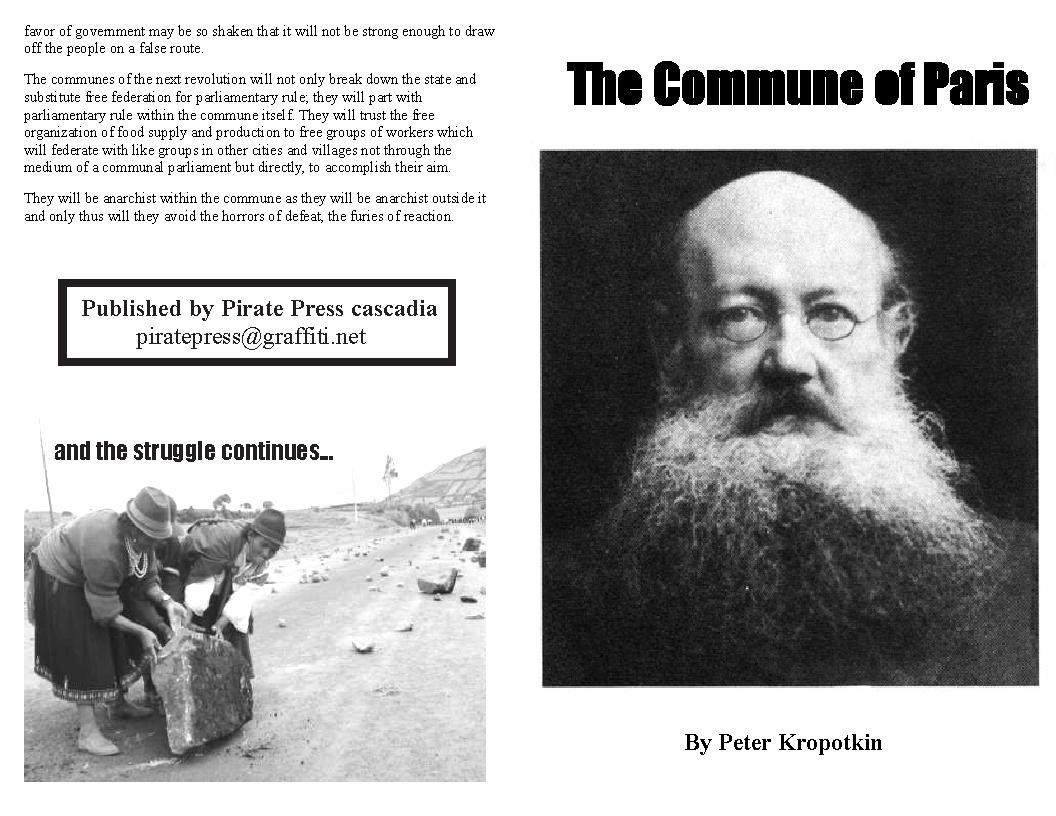 favor of government may be so shaken that it will not be strong enough to draw
off the people on a false route.
The communes of the next revolution will not only break down the state and
substitute free federation for parliamentary rule; they will part with
parliamentary rule within the commune itself. They will trust the free
organization of food supply and production to free groups of workers which
will federate with like groups in other cities and villages not through the
medium of a communal parliament but directly, to accomplish their aim.
They will be anarchist within the commune as they will be anarchist outside it
and only thus will they avoid the horrors of defeat, the furies of reaction.
Published by Pirate Press cascadia
piratepress@graffiti.net
and the struggle continues...
The Commune of Paris
By Peter Kropotkin